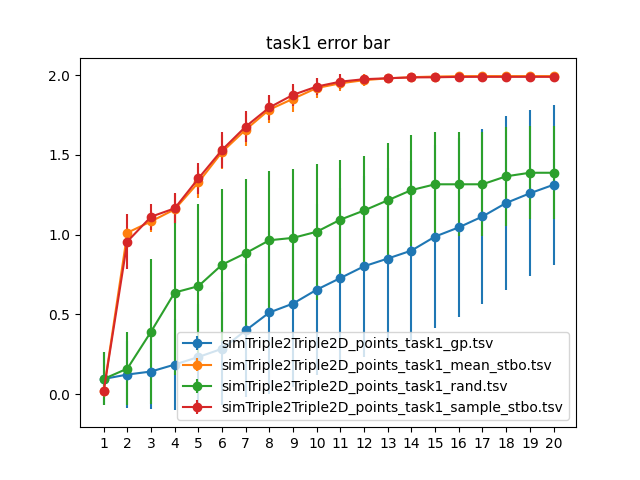 task1 error bar
2.0
1.5
1.0
0.5
0.0
simTriple2Triple2D_points_task1_gp.tsv
simTriple2Triple2D_points_task1_mean_stbo.tsv
simTriple2Triple2D_points_task1_rand.tsv
simTriple2Triple2D_points_task1_sample_stbo.tsv
1 2 3 4 5 6 7 8 9 10 11 12 13 14 15 16 17 18 19 20